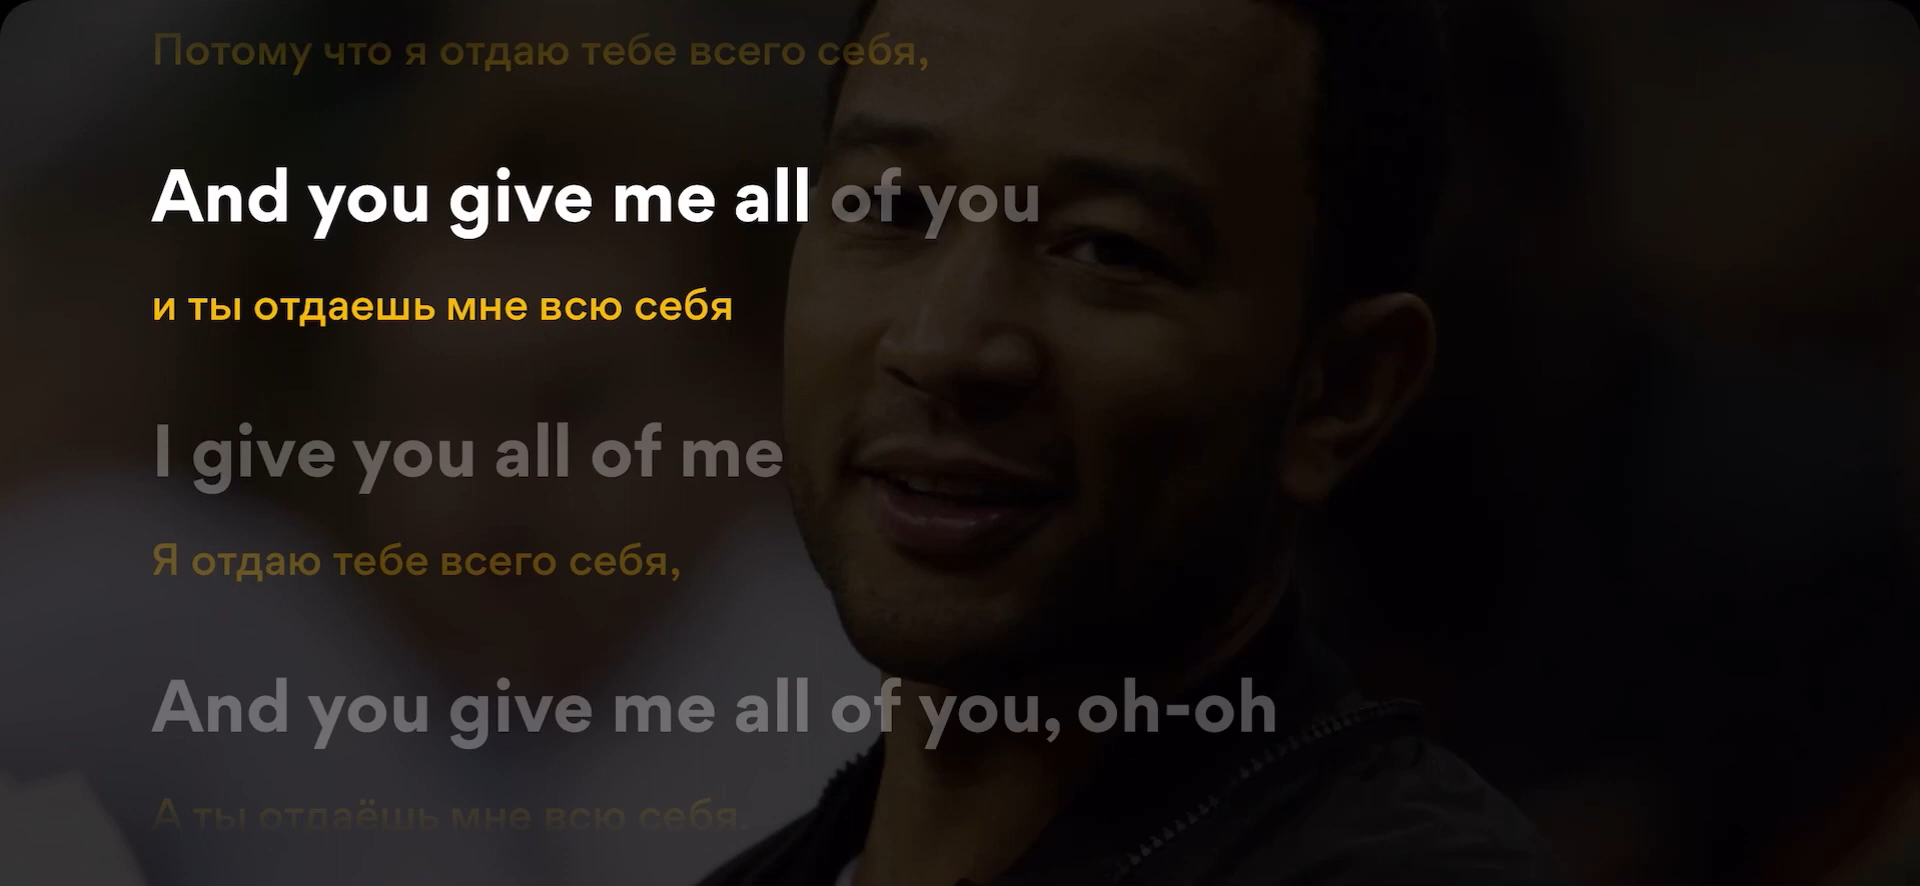 Потому что я отдаю тебе всего себя,
And you give me all of you
и ты отдаешь мне всю себя
I give you all of me
Я отдаю тебе всего себя,
And you give me all of you, oh-oh
А ты отдаёшь мне всю себя.